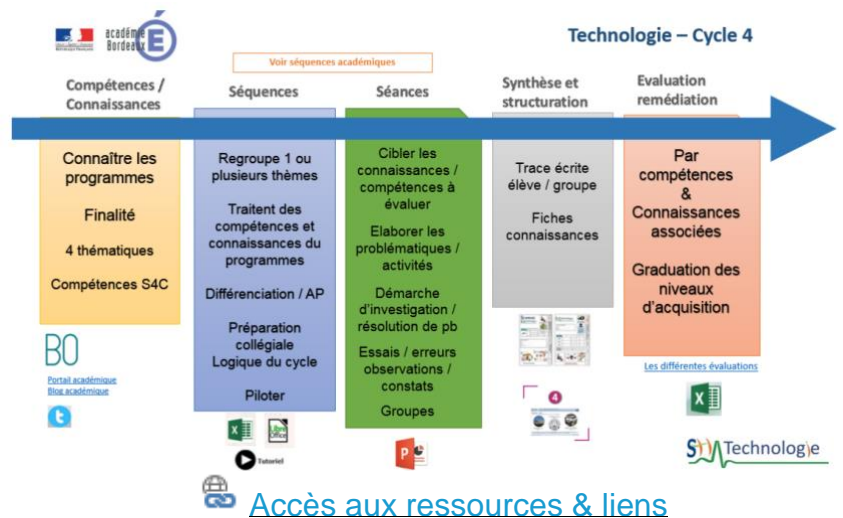 académie
Bordeaux
Technologie – Cycle 4
Voir séquences académiques
Compétences /
Connaissances
Séquences
Séances
Synthèse et
structuration
Evaluation
remédiation
Connaître les
programmes
Finalité
4 thématiques
Compétences S4C
Regroupe 1 ou
plusieurs thèmes
Traitent des
compétences et
connaissances du
programmes
Différenciation / AP
Préparation
collégiale
Logique du cycle
Piloter
Cibler les
connaissances /
compétences à
évaluer
Elaborer les
problématiques /
activités
Démarche
d'investigation /
résolution de pb
Essais / erreurs
observations /
constats
Groupes
Trace écrite
élève / groupe
Fiches
connaissances
Par
compétences
&
Connaissances
associées
Graduation des
niveaux
d'acquisition
BO
Portail académique
Blog académique
Libre
Office
Tutoriel
4
Les différentes évaluations
STI Technologie
Accès aux ressources & liens